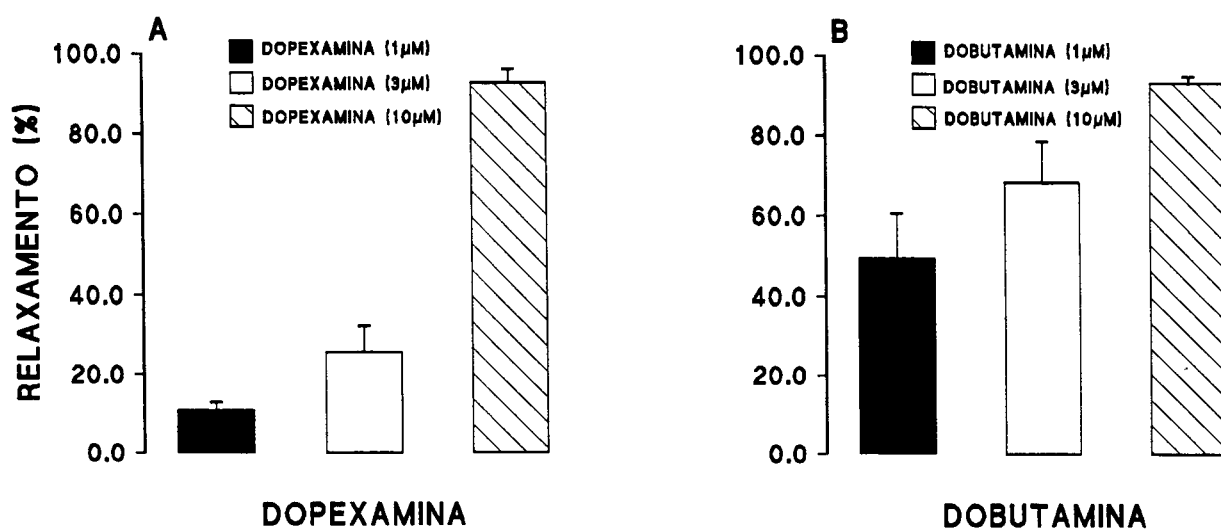 A
DOPEXAMINA (1µM)
DOPEXAMINA (3µM)
DOPEXAMINA (10µM)
RELAXAMENTO (%)
100.0
80.0
60.0
40.0
20.0
0.0
DOPEXAMINA
B
DOBUTAMINA (1µM)
DOBUTAMINA (3µM)
DOBUTAMINA (10µM)
100.0
80.0
60.0
40.0
20.0
0.0
DOBUTAMINA